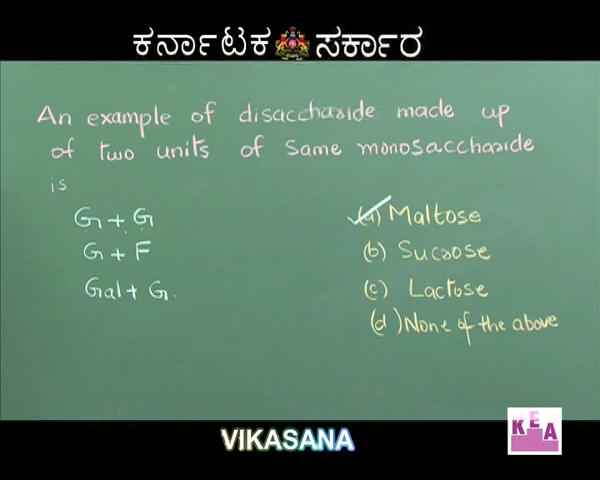 ಕರ್ನಾಟಕ ಸರ್ಕಾರ
An example of disaccharide made up
of two units of same monosaccharide
is
G + G
G + F
Gal + G.
(a) Maltose
(b) Sucrose
(c) Lactose
(d) None of the above
VIKASANA
KEA